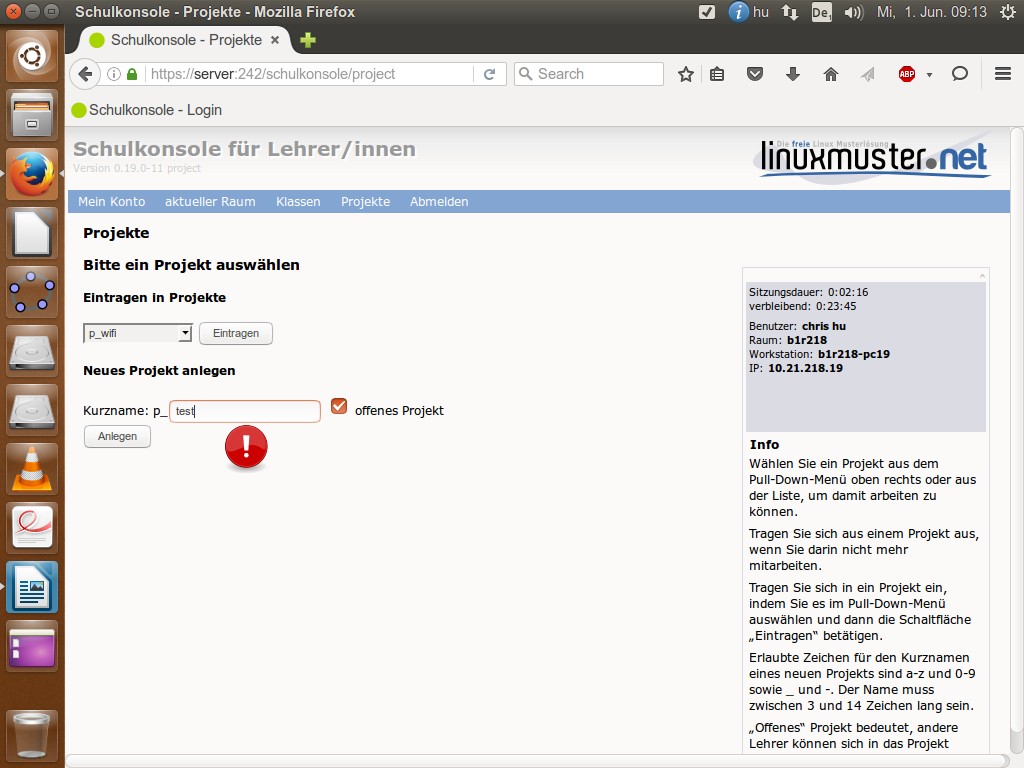 Schulkonsole - Projekte - Mozilla Firefox
hu
De1
Mi, 1. Jun. 09:13
Schulkonsole - Projekte
https://server:242/schulkonsole/project
Search
ABP
Schulkonsole - Login
Schulkonsole für Lehrer/innen
Version 0.19.0-11 project
Die freie Linux Musterlösung
linuxmuster.net
Mein Konto
aktueller Raum
Klassen
Projekte
Abmelden
Projekte
Bitte ein Projekt auswählen
Eintragen in Projekte
p_wifi
Eintragen
Neues Projekt anlegen
Kurzname: p_ test
offenes Projekt
Anlegen
!
Sitzungsdauer: 0:02:16
verbleibend: 0:23:45
Benutzer: chris hu
Raum: b1r218
Workstation: b1r218-pc19
IP: 10.21.218.19
Info
Wählen Sie ein Projekt aus dem
Pull-Down-Menü oben rechts oder aus
der Liste, um damit arbeiten zu
können.
Tragen Sie sich aus einem Projekt aus,
wenn Sie darin nicht mehr
mitarbeiten.
Tragen Sie sich in ein Projekt ein,
indem Sie es im Pull-Down-Menü
auswählen und dann die Schaltfläche
„Eintragen“ betätigen.
Erlaubte Zeichen für den Kurznamen
eines neuen Projekts sind a-z und 0-9
sowie _ und -. Der Name muss
zwischen 3 und 14 Zeichen lang sein.
„Offenes“ Projekt bedeutet, andere
Lehrer können sich in das Projekt